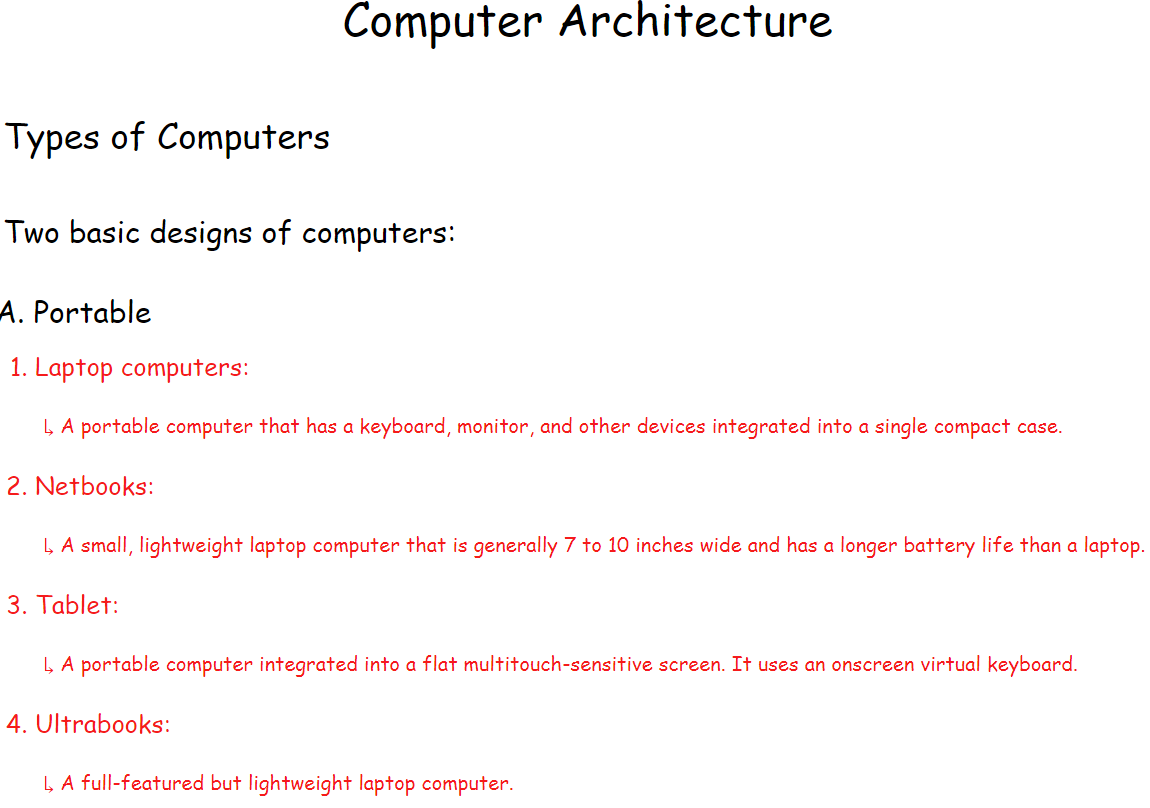 Computer Architecture
Types of Computers
Two basic designs of computers:
A. Portable
1. Laptop computers:
↳ A portable computer that has a keyboard, monitor, and other devices integrated into a single compact case.
2. Netbooks:
↳ A small, lightweight laptop computer that is generally 7 to 10 inches wide and has a longer battery life than a laptop.
3. Tablet:
↳ A portable computer integrated into a flat multitouch-sensitive screen. It uses an onscreen virtual keyboard.
4. Ultrabooks:
↳ A full-featured but lightweight laptop computer.